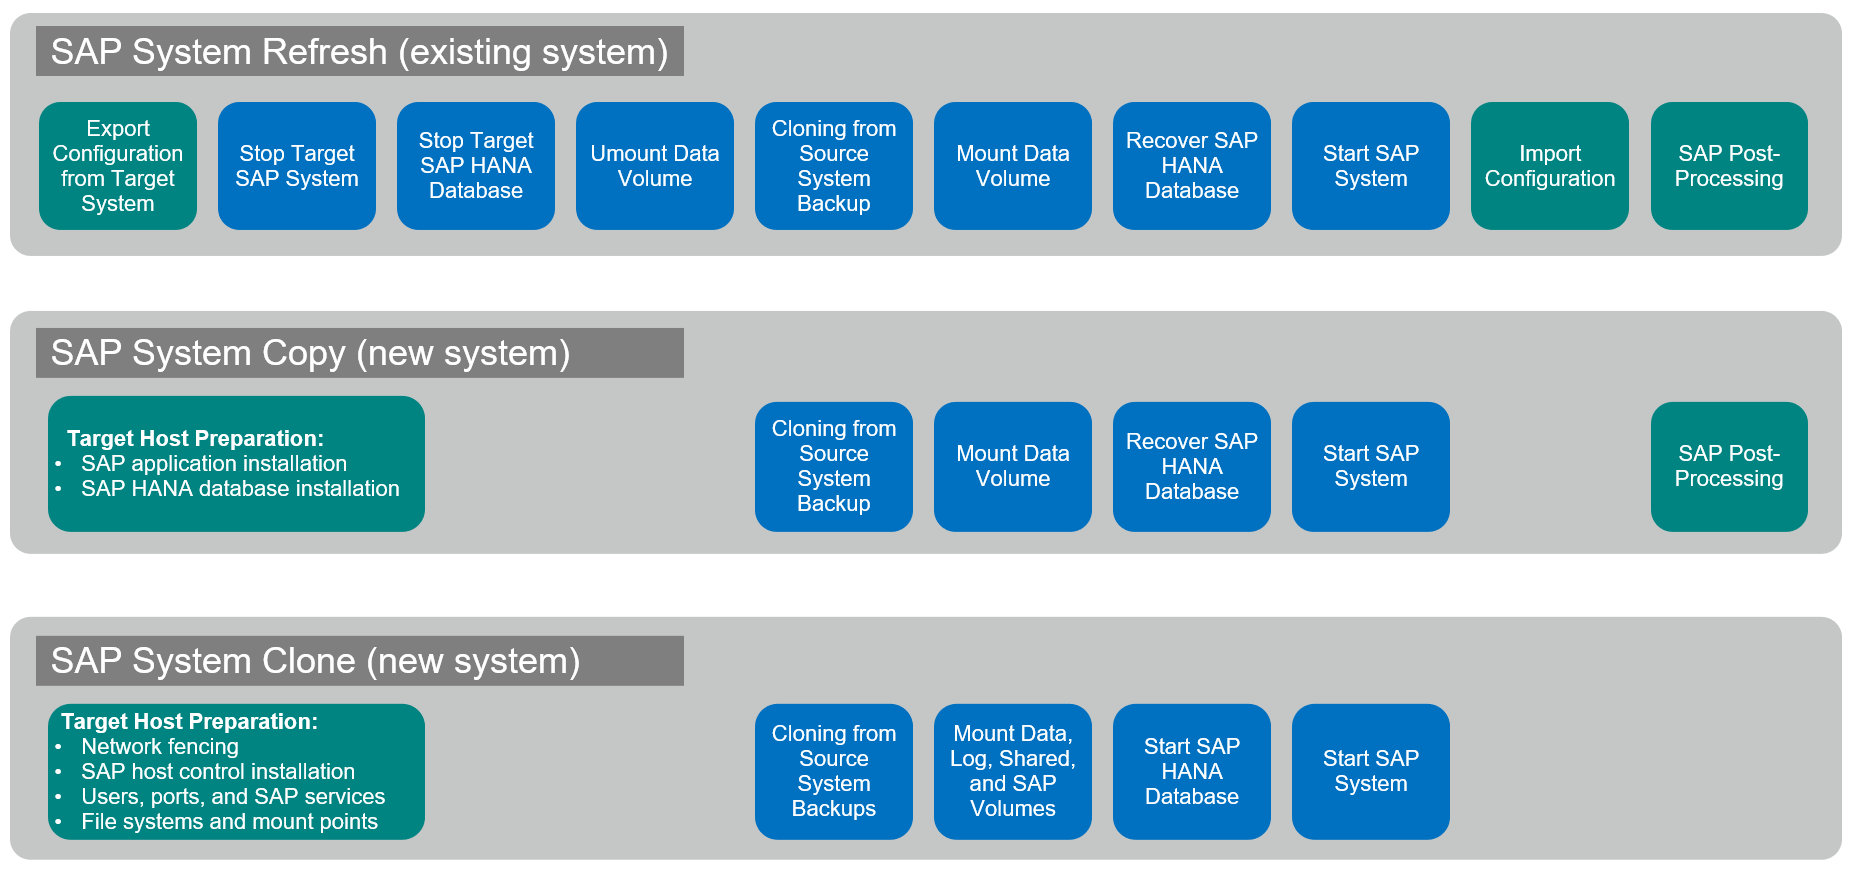 SAP System Refresh (existing system)
Export
Configuration
from Target
System
Stop Target
SAP System
Stop Target
SAP HANA
Database
Umount Data
Volume
Cloning from
Source
System
Backup
Mount Data
Volume
Recover SAP
HANA
Database
Start SAP
System
Import
Configuration
SAP Post-
Processing
SAP System Copy (new system)
Target Host Preparation:
• SAP application installation
• SAP HANA database installation
Cloning from
Source
System
Backup
Mount Data
Volume
Recover SAP
HANA
Database
Start SAP
System
SAP Post-
Processing
SAP System Clone (new system)
Target Host Preparation:
• Network fencing
• SAP host control installation
• Users, ports, and SAP services
• File systems and mount points
Cloning from
Source
System
Backups
Mount Data,
Log, Shared,
and SAP
Volumes
Start SAP
HANA
Database
Start SAP
System